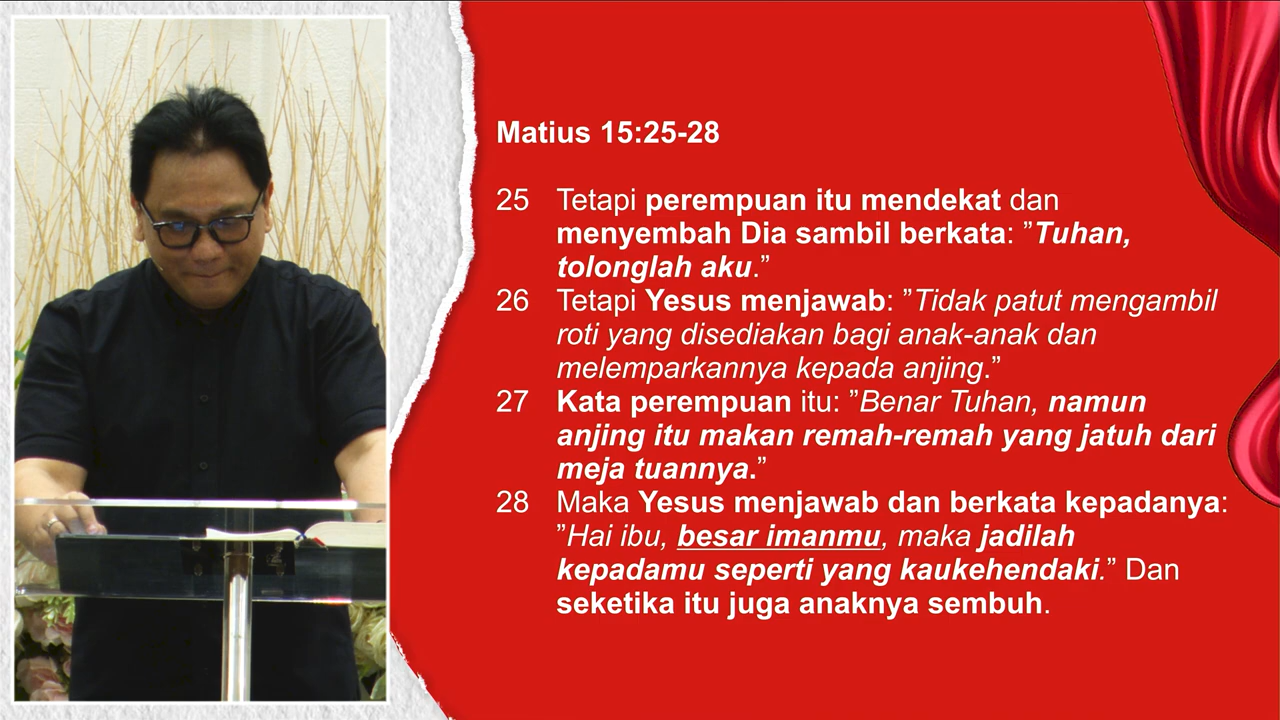 Matius 15:25-28
25 Tetapi perempuan itu mendekat dan
menyembah Dia sambil berkata: ”Tuhan,
tolonglah aku.”
26 Tetapi Yesus menjawab: ”Tidak patut mengambil
roti yang disediakan bagi anak-anak dan
melemparkannya kepada anjing.”
27 Kata perempuan itu: ”Benar Tuhan, namun
anjing itu makan remah-remah yang jatuh dari
meja tuannya.”
28 Maka Yesus menjawab dan berkata kepadanya:
”Hai ibu, besar imanmu, maka jadilah
kepadamu seperti yang kaukehendaki.” Dan
seketika itu juga anaknya sembuh.